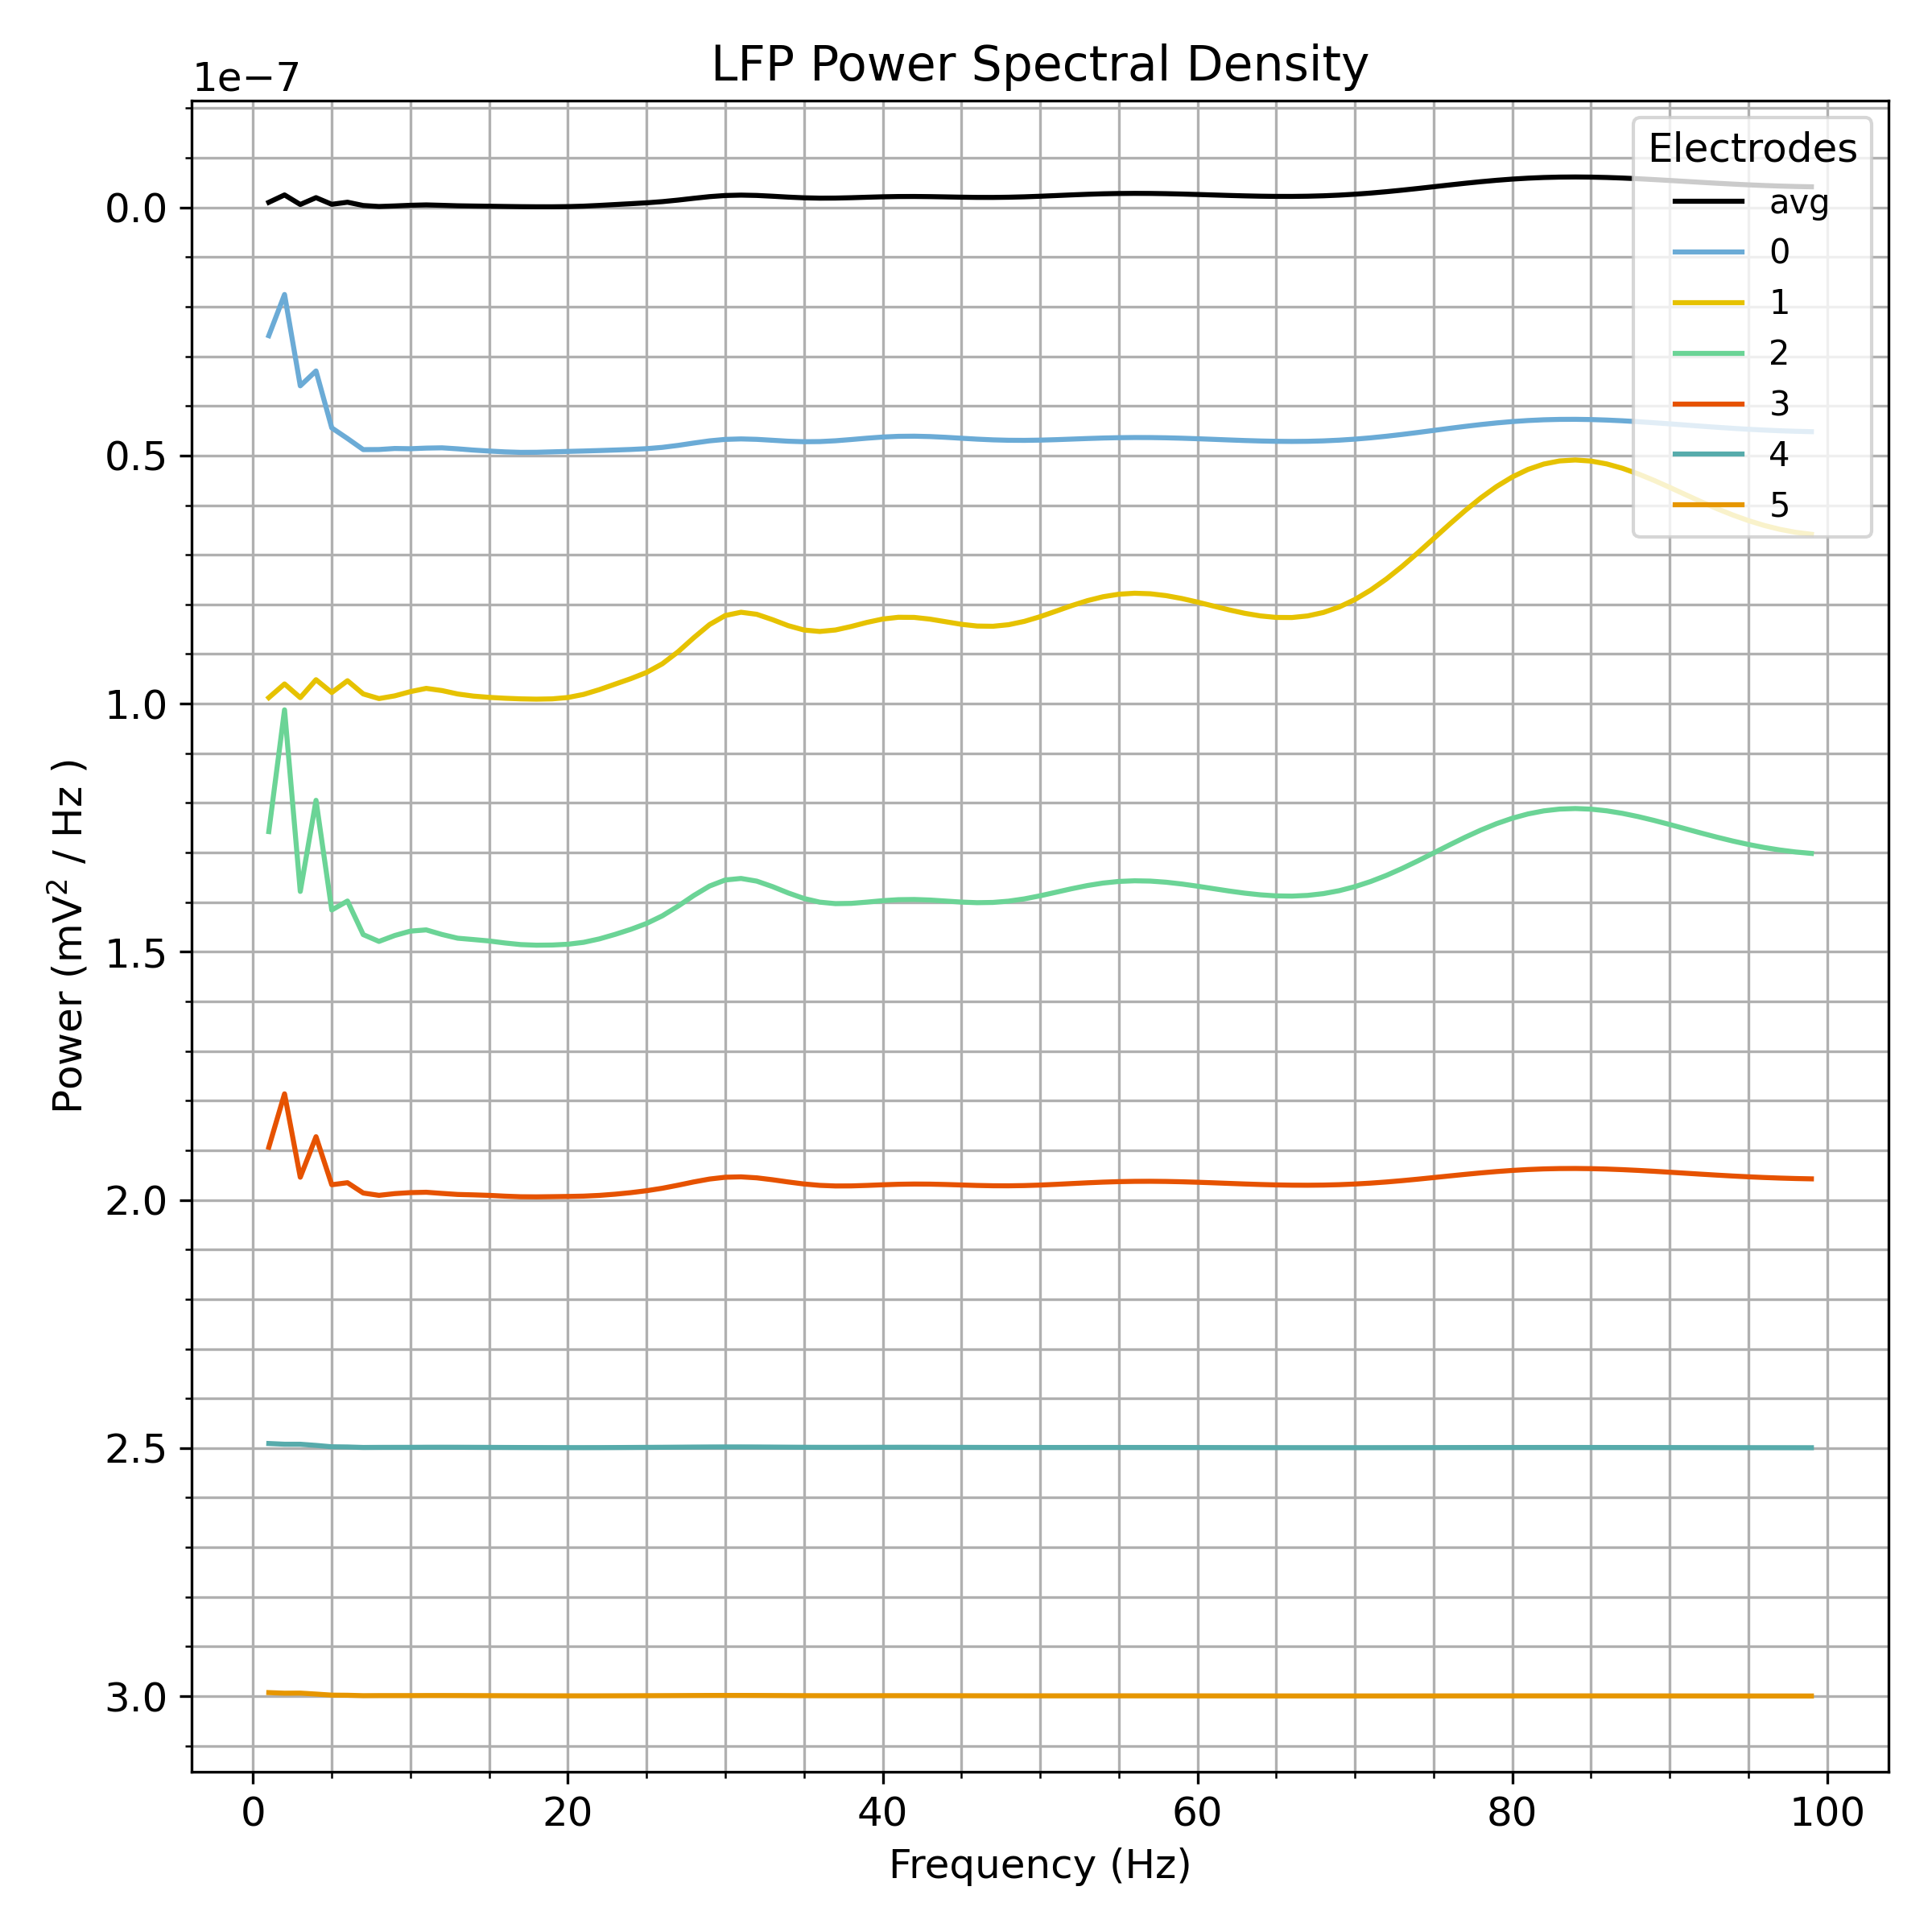 LFP Power Spectral Density
1e−7
Electrodes
avg
0
1
2
3
4
5
0.0
0.5
1.0
1.5
2.0
2.5
3.0
Power (mV² / Hz )
0 20 40 60 80 100
Frequency (Hz)